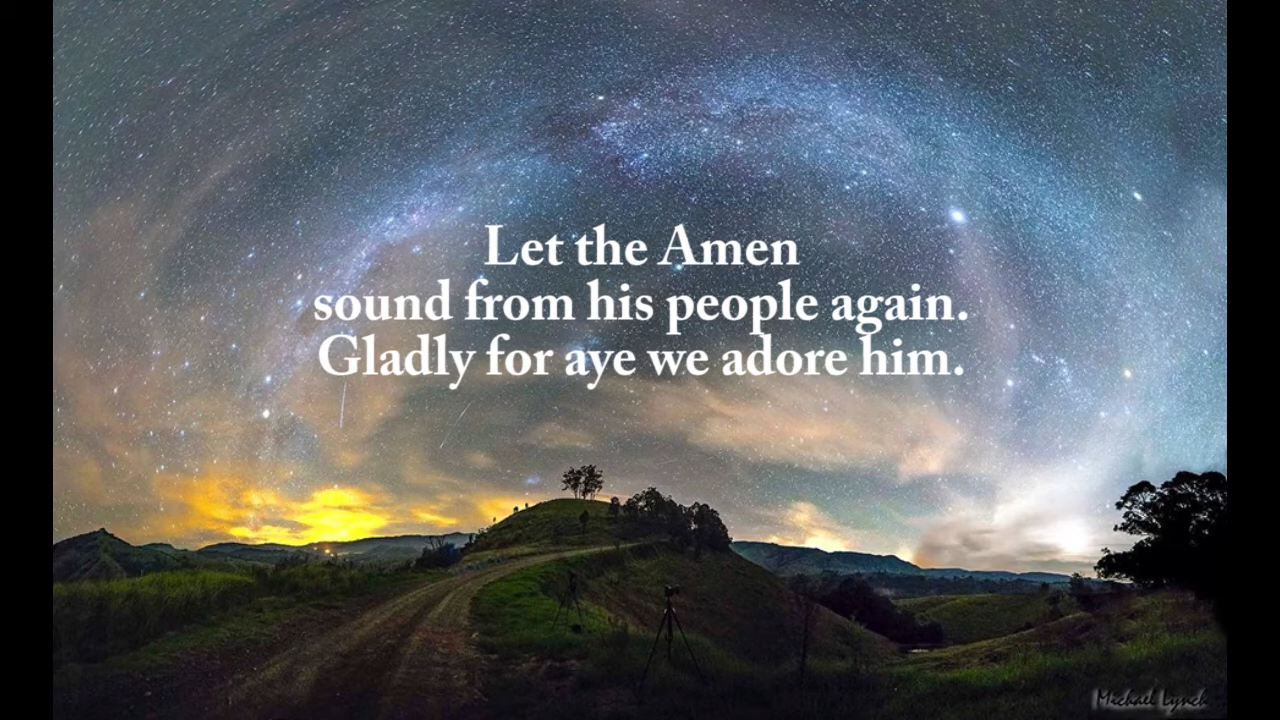 Let the Amen
sound from his people again.
Gladly for aye we adore him.
Michael Lynch